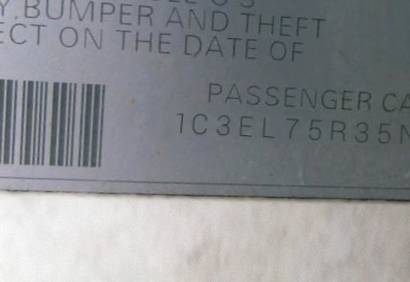 Y,BUMPER AND THEFT
ECT ON THE DATE OF
PASSENGER CA
1C3EL75R35N